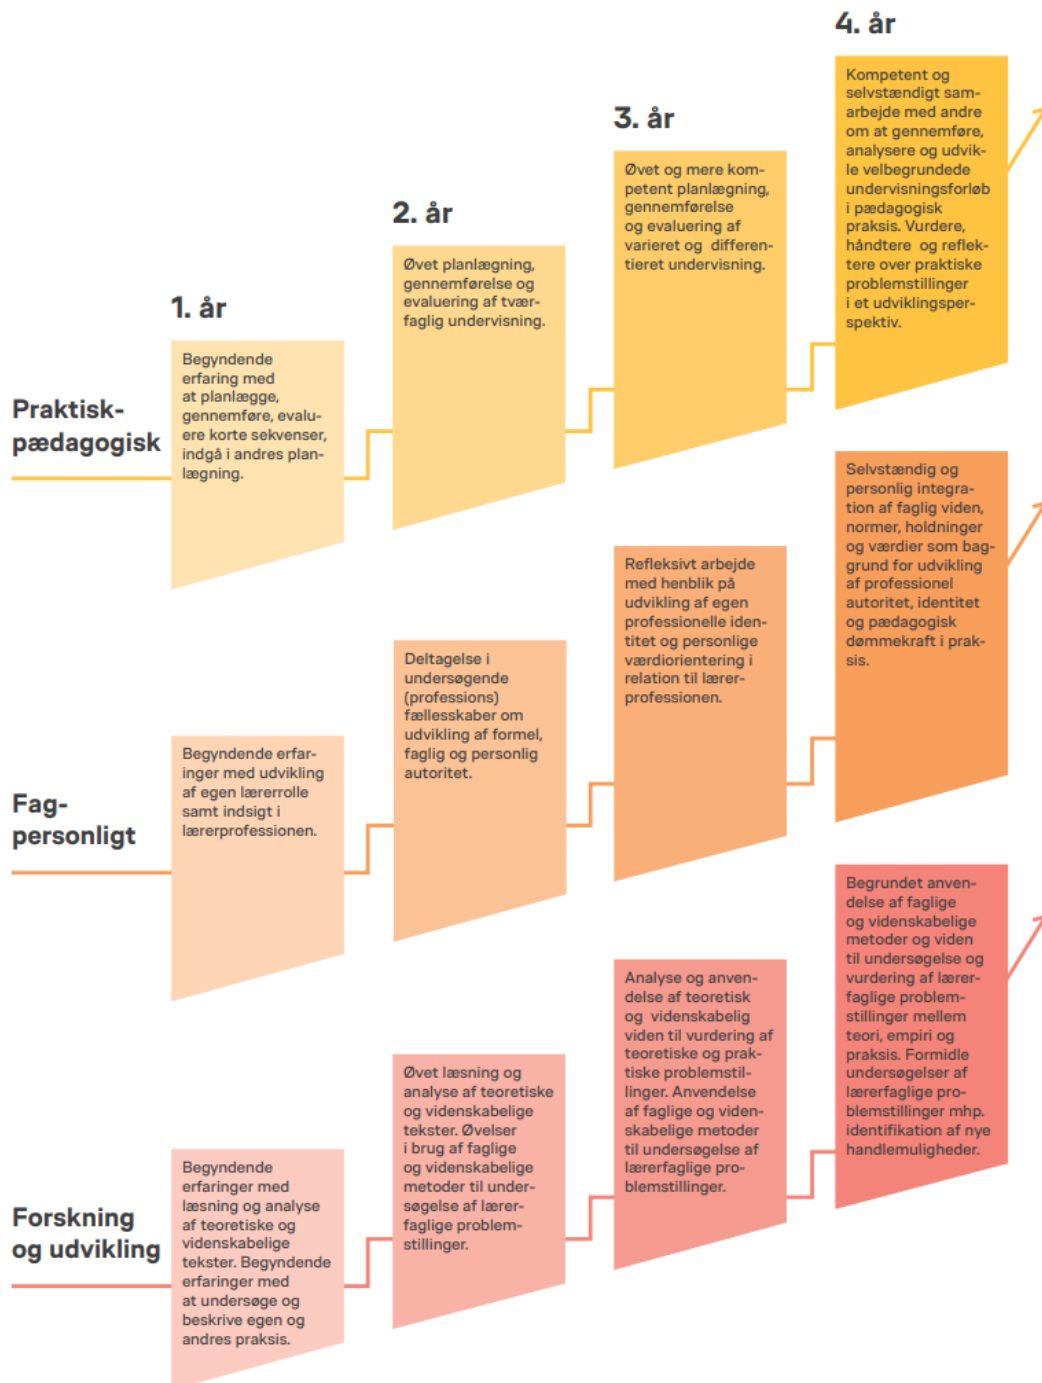 4. år
Kompetent og
selvstændigt sam-
arbejde med andre
om at gennemføre,
analysere og udvik-
le velbegrundede
undervisningsforløb
i pædagogisk
praksis. Vurdere,
håndtere og reflek-
tere over praktiske
problemstillinger
i et udviklingsper-
spektiv.
3. år
Øvet og mere kom-
petent planlægning,
gennemførelse
og evaluering af
varieret og differen-
tieret undervisning.
2. år
Øvet planlægning,
gennemførelse og
evaluering af tvær-
faglig undervisning.
1. år
Begyndende
erfaring med
at planlægge,
gennemføre, evalu-
ere korte sekvenser,
indgå i andres plan-
lægning.
Praktisk-
pædagogisk
Selvstændig og
personlig integra-
tion af faglig viden,
normer, holdninger
og værdier som bag-
grund for udvikling
af professionel
autoritet, identitet
og pædagogisk
dømmekraft i prak-
sis.
Refleksivt arbejde
med henblik på
udvikling af egen
professionelle iden-
titet og personlige
værdiorientering i
relation til lærer-
professionen.
Deltagelse i
undersøgende
(professions)
fællesskaber om
udvikling af formel,
faglig og personlig
autoritet.
Begyndende erfar-
inger med udvikling
af egen lærerrolle
samt indsigt i
lærerprofessionen.
Fag-
personligt
Begrundet anven-
delse af faglige
og videnskabelige
metoder og viden
til undersøgelse og
vurdering af lærer-
faglige problem-
stillinger mellem
teori, empiri og
praksis. Formidle
undersøgelser af
lærerfaglige pro-
blemstillinger mhp.
identifikation af nye
handlemuligheder.
Analyse og anven-
delse af teoretisk
og videnskabelig
viden til vurdering af
teoretiske og prak-
tiske problemstil-
linger. Anvendelse
af faglige og viden-
skabelige metoder
til undersøgelse af
lærerfaglige pro-
blemstillinger.
Øvet læsning og
analyse af teoretiske
og videnskabelige
tekster. Øvelser
i brug af faglige
og videnskabelige
metoder til under-
søgelse af lærer-
faglige problem-
stillinger.
Begyndende
erfaringer med
læsning og analyse
af teoretiske og
videnskabelige
tekster. Begyndende
erfaringer med
at undersøge og
beskrive egen og
andres praksis.
Forskning
og udvikling